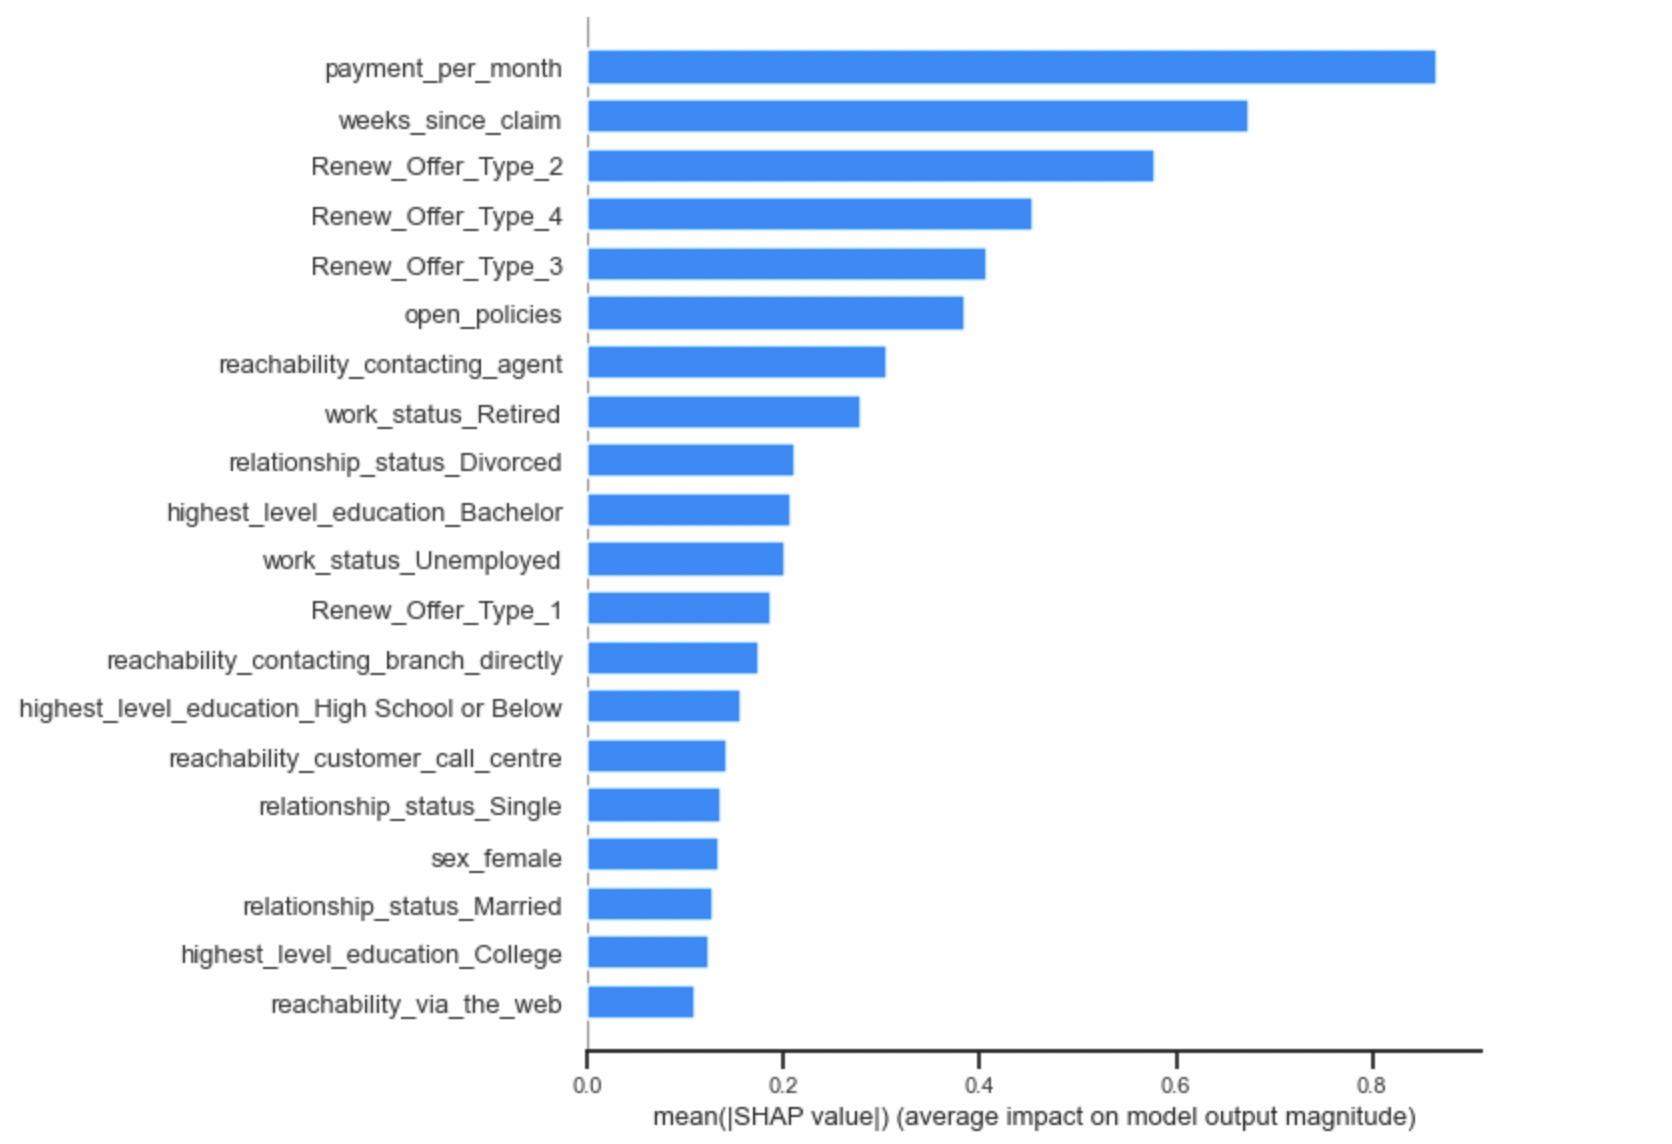 payment_per_month
weeks_since_claim
Renew_Offer_Type_2
Renew_Offer_Type_4
Renew_Offer_Type_3
open_policies
reachability_contacting_agent
work_status_Retired
relationship_status_Divorced
highest_level_education_Bachelor
work_status_Unemployed
Renew_Offer_Type_1
reachability_contacting_branch_directly
highest_level_education_High School or Below
reachability_customer_call_centre
relationship_status_Single
sex_female
relationship_status_Married
highest_level_education_College
reachability_via_the_web
0.0 0.2 0.4 0.6 0.8
mean(|SHAP value|) (average impact on model output magnitude)